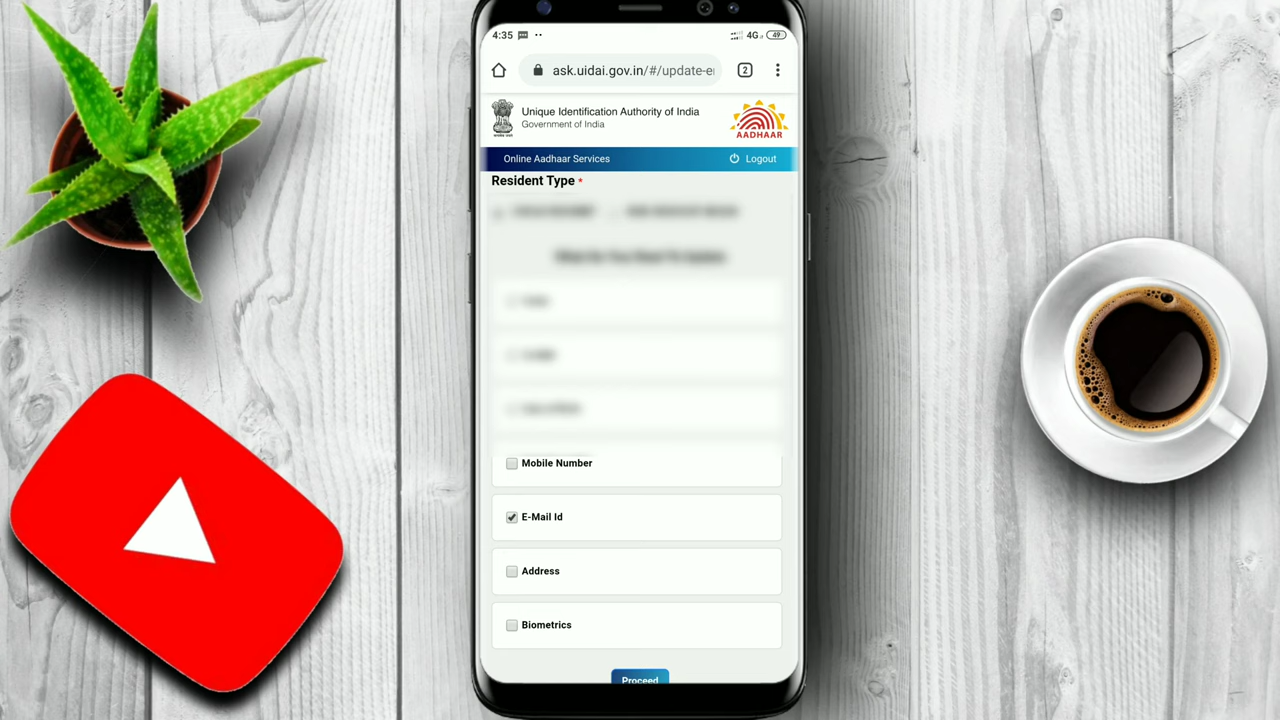 4:35
4G
49
ask.uidai.gov.in/#/update-e
2
Unique Identification Authority of India
Government of India
AADHAAR
Online Aadhaar Services
Logout
Resident Type *
Mobile Number
E-Mail Id
Address
Biometrics
Proceed